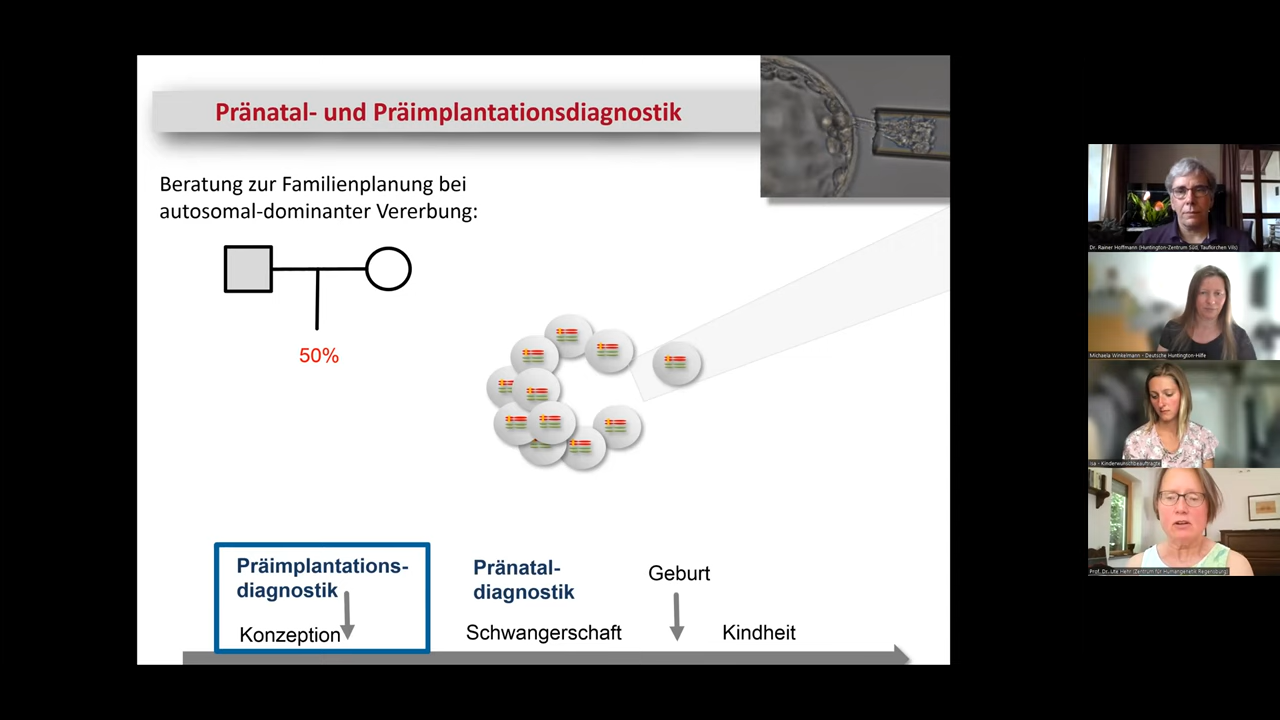 Pränatal- und Präimplantationsdiagnostik
Beratung zur Familienplanung bei
autosomal-dominanter Vererbung:
50%
Präimplantations-
diagnostik
Konzeption
Pränatal-
diagnostik
Schwangerschaft
Geburt
Kindheit
Dr. Rainer Hoffmann (Huntington-Zentrum Süd, Taufkirchen Vils)
Michaela Winkelmann - Deutsche Huntington-Hilfe
- Kinderwunschbeauftragte
Prof. Dr. Ute Hehr (Zentrum für Humangenetik Regensburg)